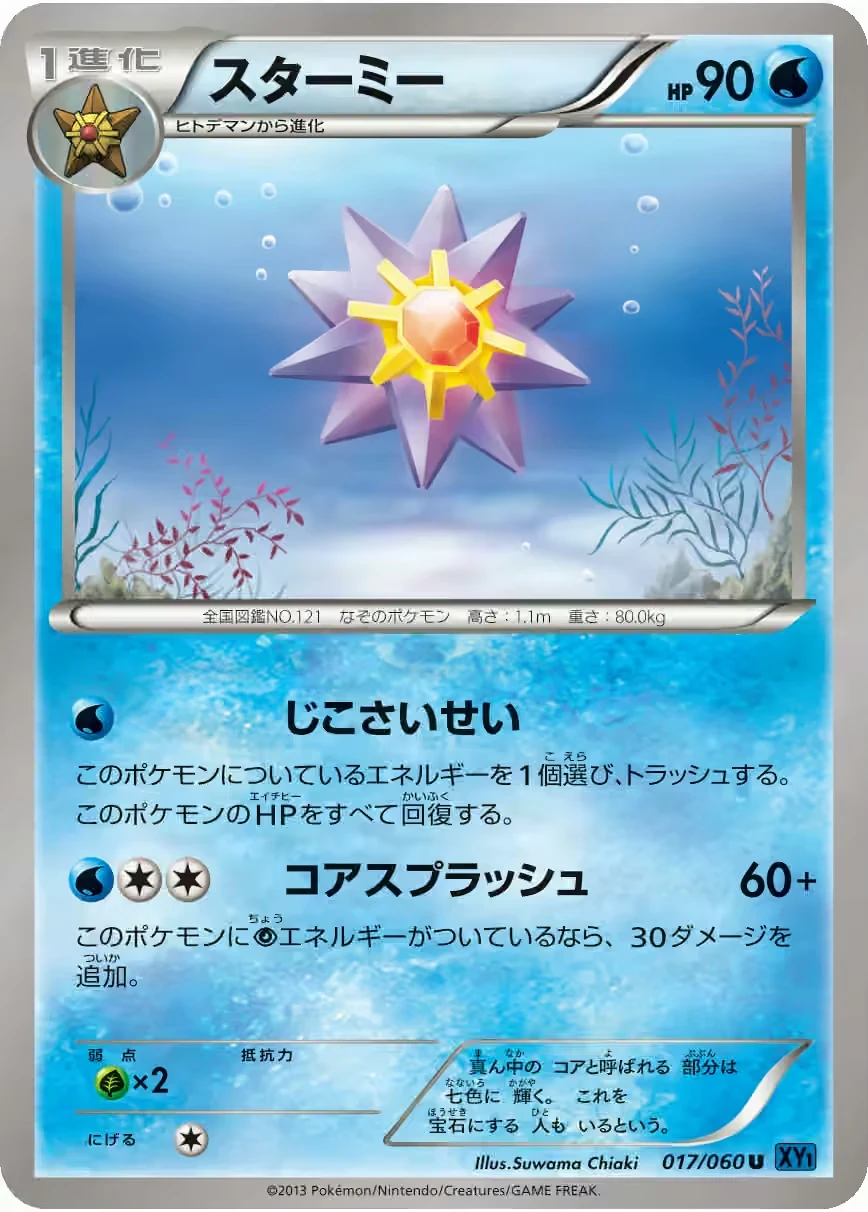 1進化
スターミー
HP90
ヒトデマンから進化
全国図鑑NO.121 なぞのポケモン 高さ:1.1m 重さ:80.0kg
じこさいせい
このポケモンについているエネルギーを1個選び、トラッシュする。
このポケモンのHPをすべて回復する。
コアスプラッシュ 60+
このポケモンにエネルギーがついているなら、30ダメージを
追加。
弱点 抵抗力
×2
にげる
真ん中の コアと呼ばれる 部分は
七色に 輝く。 これを
宝石にする 人も いるという。
Illus.Suwama Chiaki 017/060 U XY1
©2013 Pokémon/Nintendo/Creatures/GAME FREAK.